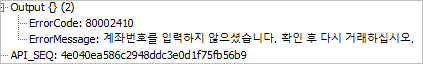 Output {} (2)
ErrorCode: 80002410
ErrorMessage: 계좌번호를 입력하지 않으셨습니다. 확인 후 다시 거래하십시오.
API_SEQ: 4e040ea586c2948ddc3e0d1f75fb56b9